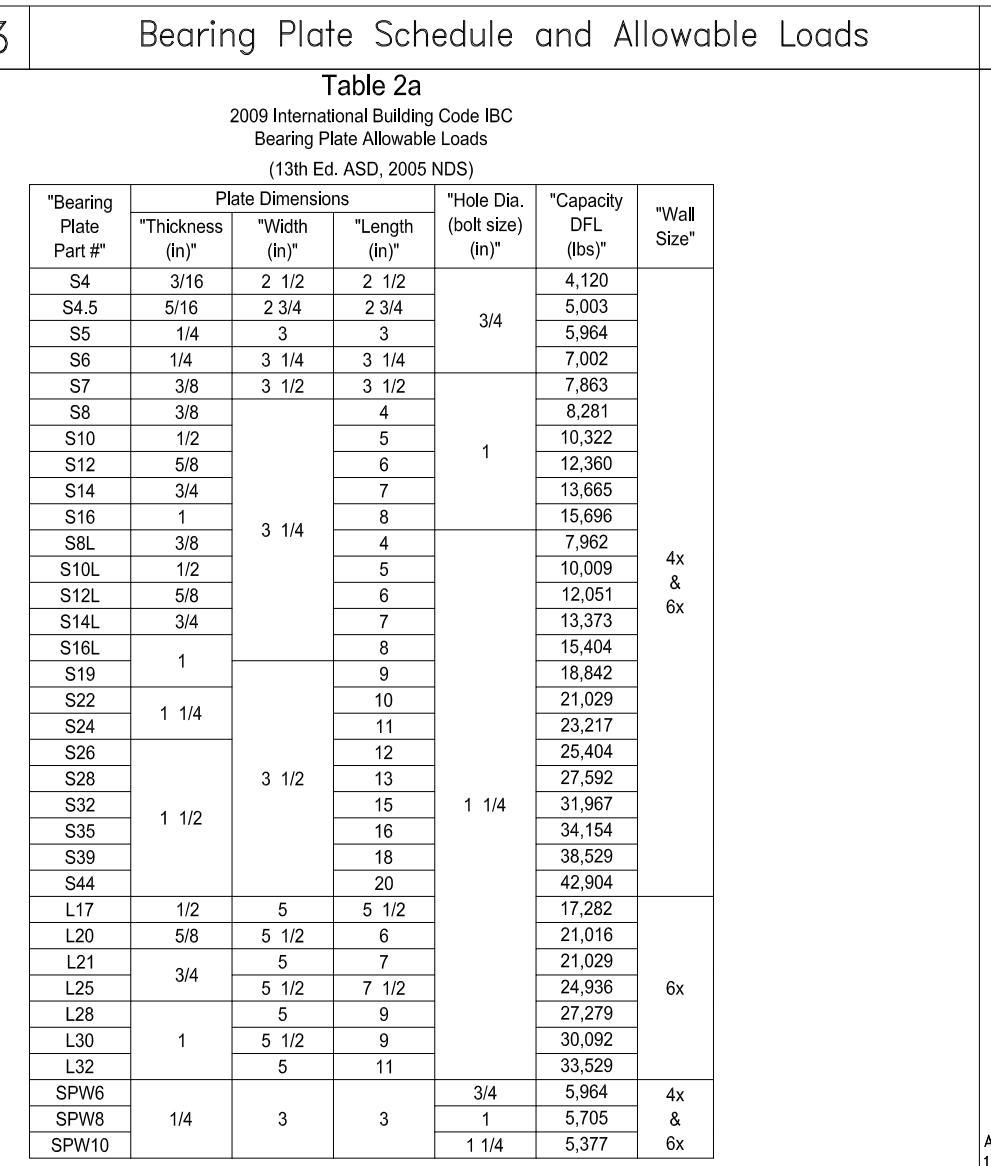 3
Bearing Plate Schedule and Allowable Loads
Table 2a
2009 International Building Code IBC
Bearing Plate Allowable Loads
(13th Ed. ASD, 2005 NDS)
"Bearing Plate Part #" Plate Dimensions "Hole Dia. (bolt size) (in)" "Capacity DFL (lbs)" "Wall Size"
"Thickness (in)" "Width (in)" "Length (in)"
S4 3/16 2 1/2 2 1/2 3/4 4,120 4x & 6x
S4.5 5/16 2 3/4 2 3/4 5,003
S5 1/4 3 3 5,964
S6 1/4 3 1/4 3 1/4 7,002
S7 3/8 3 1/2 3 1/2 1 7,863
S8 3/8 3 1/4 4 8,281
S10 1/2 5 10,322
S12 5/8 6 12,360
S14 3/4 7 13,665
S16 1 8 15,696
S8L 3/8 4 1 1/4 7,962
S10L 1/2 5 10,009
S12L 5/8 6 12,051
S14L 3/4 7 13,373
S16L 1 8 15,404
S19 3 1/2 9 18,842
S22 1 1/4 10 21,029
S24 11 23,217
S26 1 1/2 12 25,404
S28 13 27,592
S32 15 31,967
S35 16 34,154
S39 18 38,529
S44 20 42,904
L17 1/2 5 5 1/2 17,282 6x
L20 5/8 5 1/2 6 21,016
L21 3/4 5 7 21,029
L25 5 1/2 7 1/2 24,936
L28 1 5 9 27,279
L30 5 1/2 9 30,092
L32 5 11 33,529
SPW6 1/4 3 3 3/4 5,964 4x & 6x
SPW8 1 5,705
SPW10 1 1/4 5,377